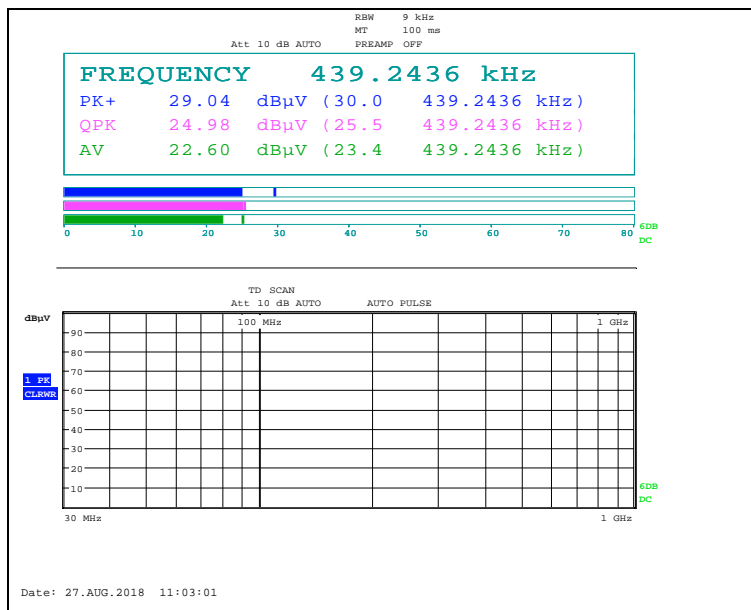 RBW 9 kHz
MT 100 ms
Att 10 dB AUTO PREAMP OFF
FREQUENCY 439.2436 kHz
PK+ 29.04 dBµV (30.0 439.2436 kHz)
QPK 24.98 dBµV (25.5 439.2436 kHz)
AV 22.60 dBµV (23.4 439.2436 kHz)
0 10 20 30 40 50 60 70 80
6DB
DC
TD SCAN
Att 10 dB AUTO AUTO PULSE
dBµV
100 MHz 1 GHz
90
80
70
1 PK
CLRWR
60
50
40
30
20
10
6DB
DC
30 MHz 1 GHz
Date: 27.AUG.2018 11:03:01